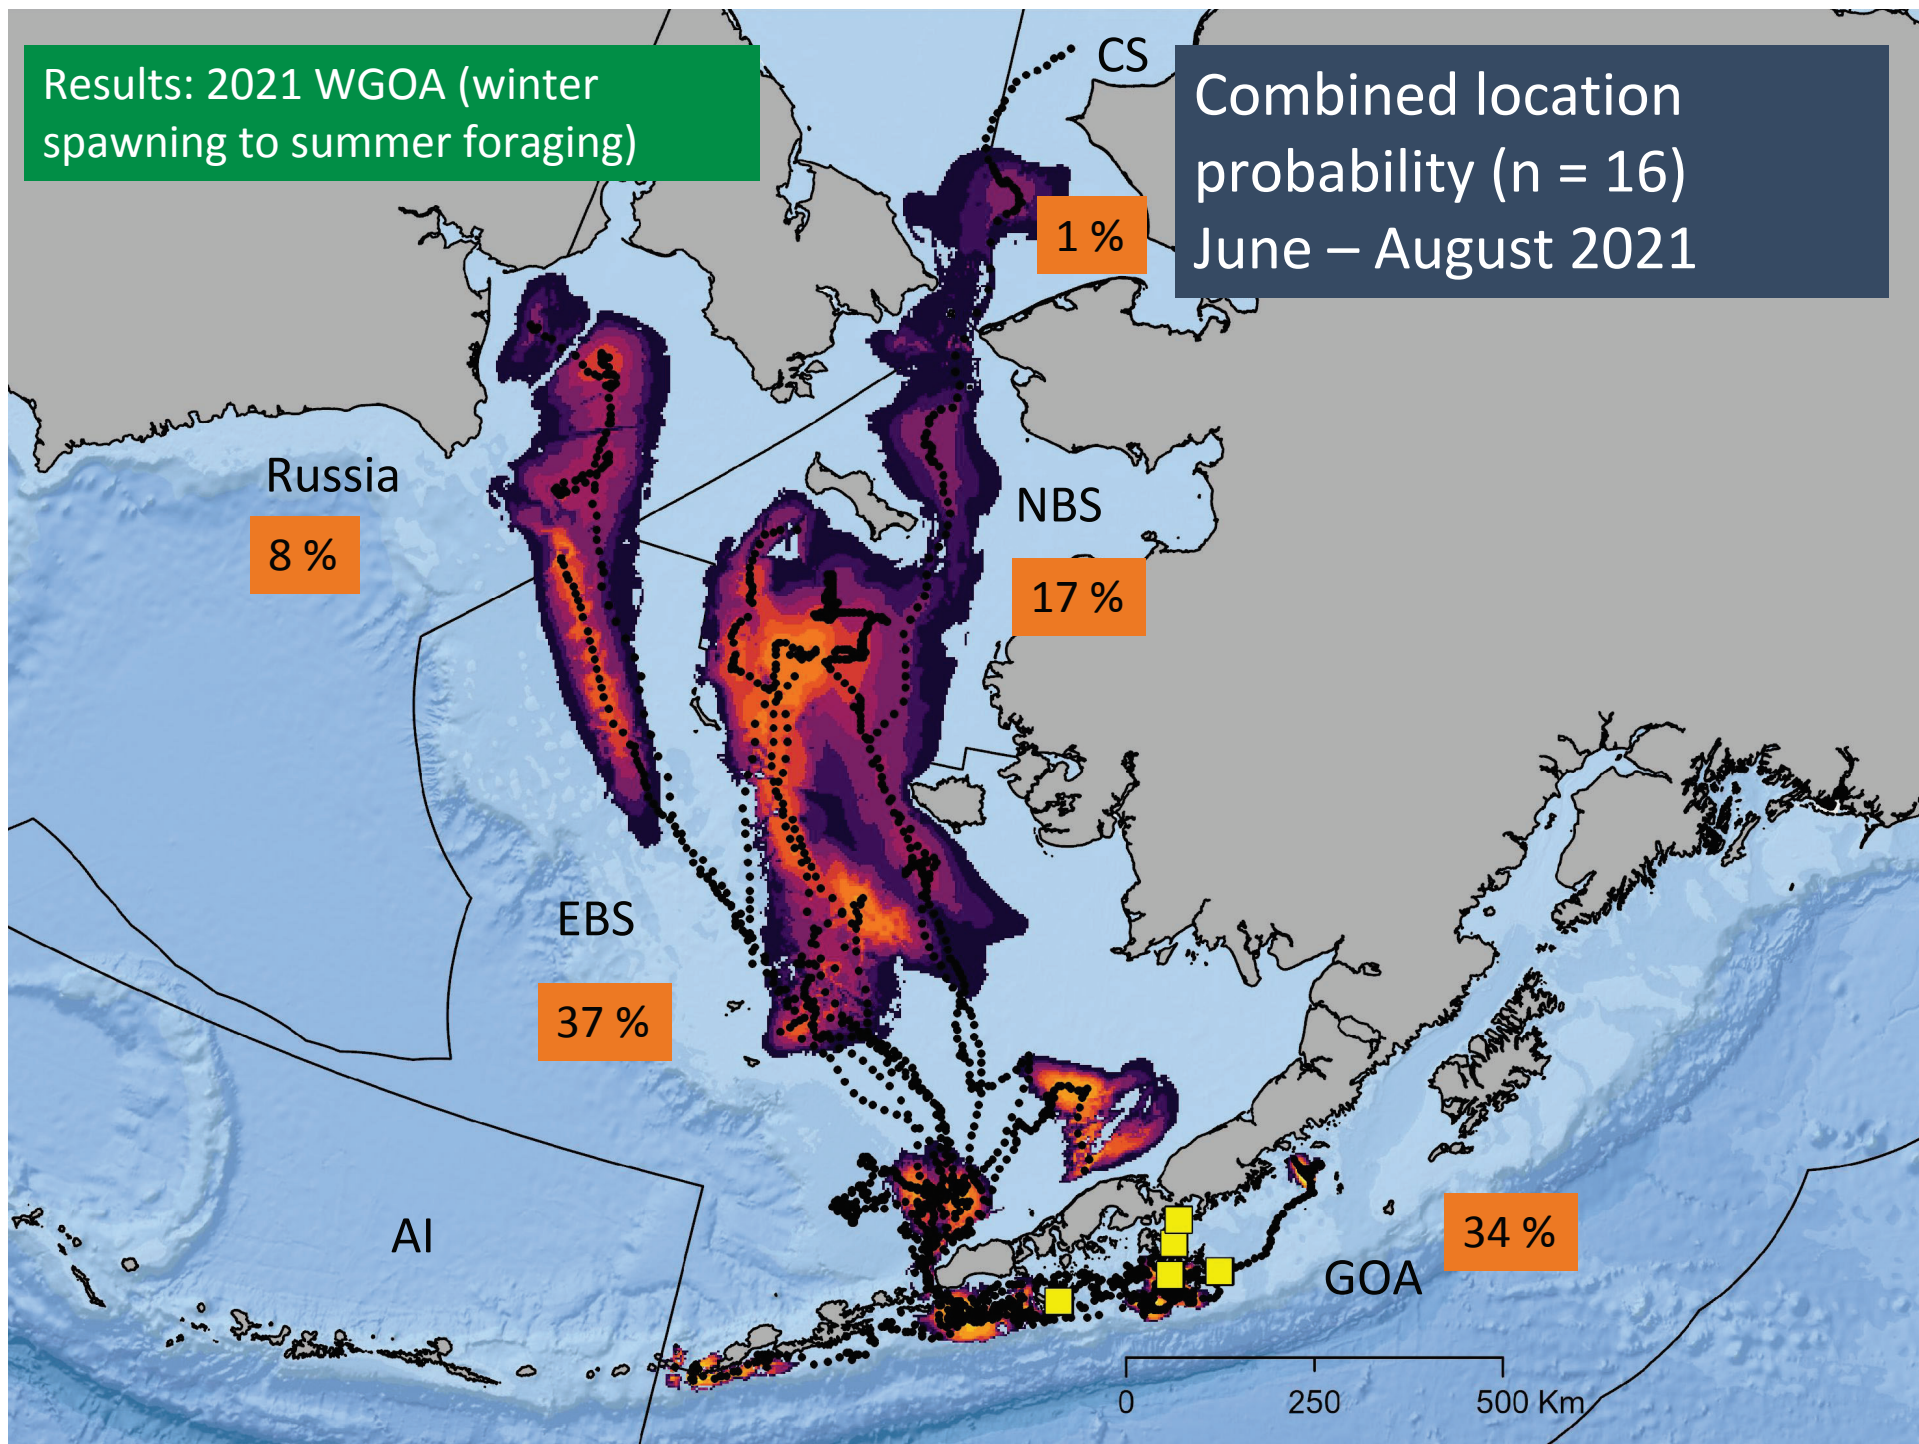 Results: 2021 WGOA (winter
spawning to summer foraging)
CS
Combined location
probability (n = 16)
June – August 2021
1 %
Russia
8 %
NBS
17 %
EBS
37 %
AI
34 %
GOA
0 250 500 Km